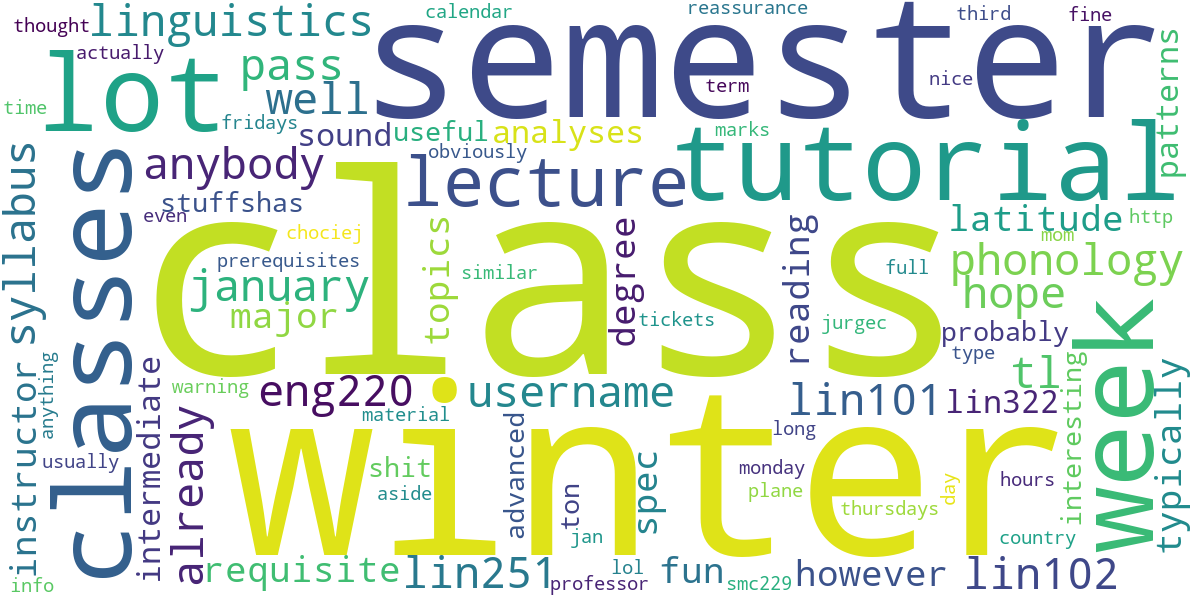 thought
linguistics
calendar
semester
reassurance
third
fine
actually
lot
pass
well
term
nice
patterns
time
fridays
sound
useful
analyses
marks
tutorial
anybody
obviously
lecture
syllabus
classes
even
stuffshas
chociej
class
topics
degree
reading
latitude
http
mom
phonology
prerequisites
similar
full
january
hope
major
tickets
jurgec
probably
week
type
tl
interesting
typically
instructor
anything
intermediate
already
warning
eng220
username
lin101
lin322
material
winter
advanced
long
usually
shit
ton
spec
monday
aside
plane
hours
day
thursdays
jan
country
info
requisite
lin251
lol
professor
fun
smc229
however
lin102